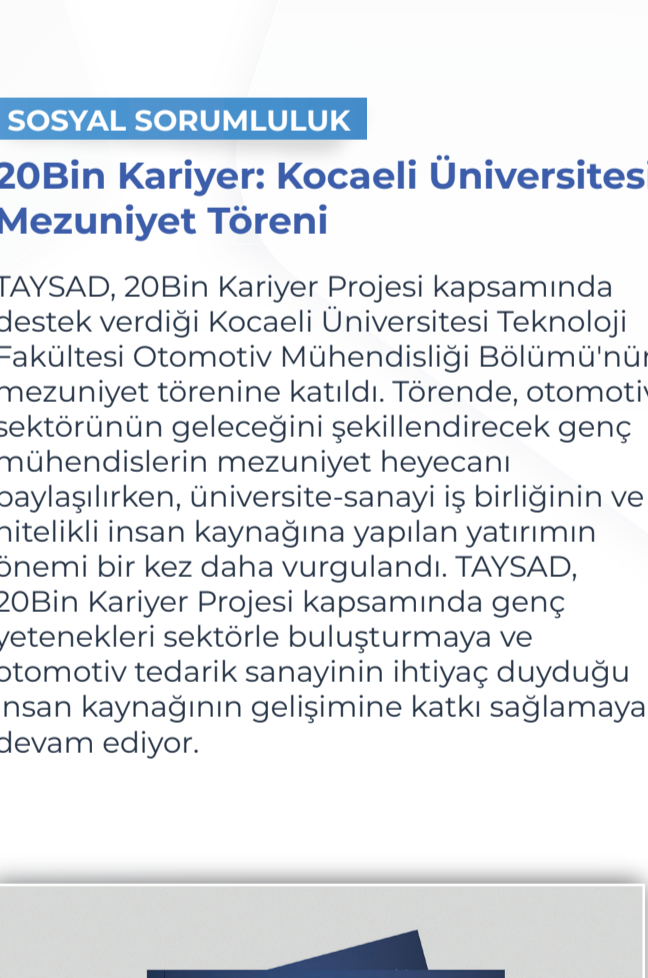 SOSYAL SORUMLULUK
20Bin Kariyer: Kocaeli Üniversitesi
Mezuniyet Töreni
TAYSAD, 20Bin Kariyer Projesi kapsamında
destek verdiği Kocaeli Üniversitesi Teknoloji
Fakültesi Otomotiv Mühendisliği Bölümü'nün
mezuniyet törenine katıldı. Törende, otomotiv
sektörünün geleceğini şekillendirecek genç
mühendislerin mezuniyet heyecanı
paylaşılırken, üniversite-sanayi iş birliğinin ve
nitelikli insan kaynağına yapılan yatırımın
önemi bir kez daha vurgulandı. TAYSAD,
20Bin Kariyer Projesi kapsamında genç
yetenekleri sektörle buluşturmaya ve
otomotiv tedarik sanayinin ihtiyaç duyduğu
insan kaynağının gelişimine katkı sağlamaya
devam ediyor.